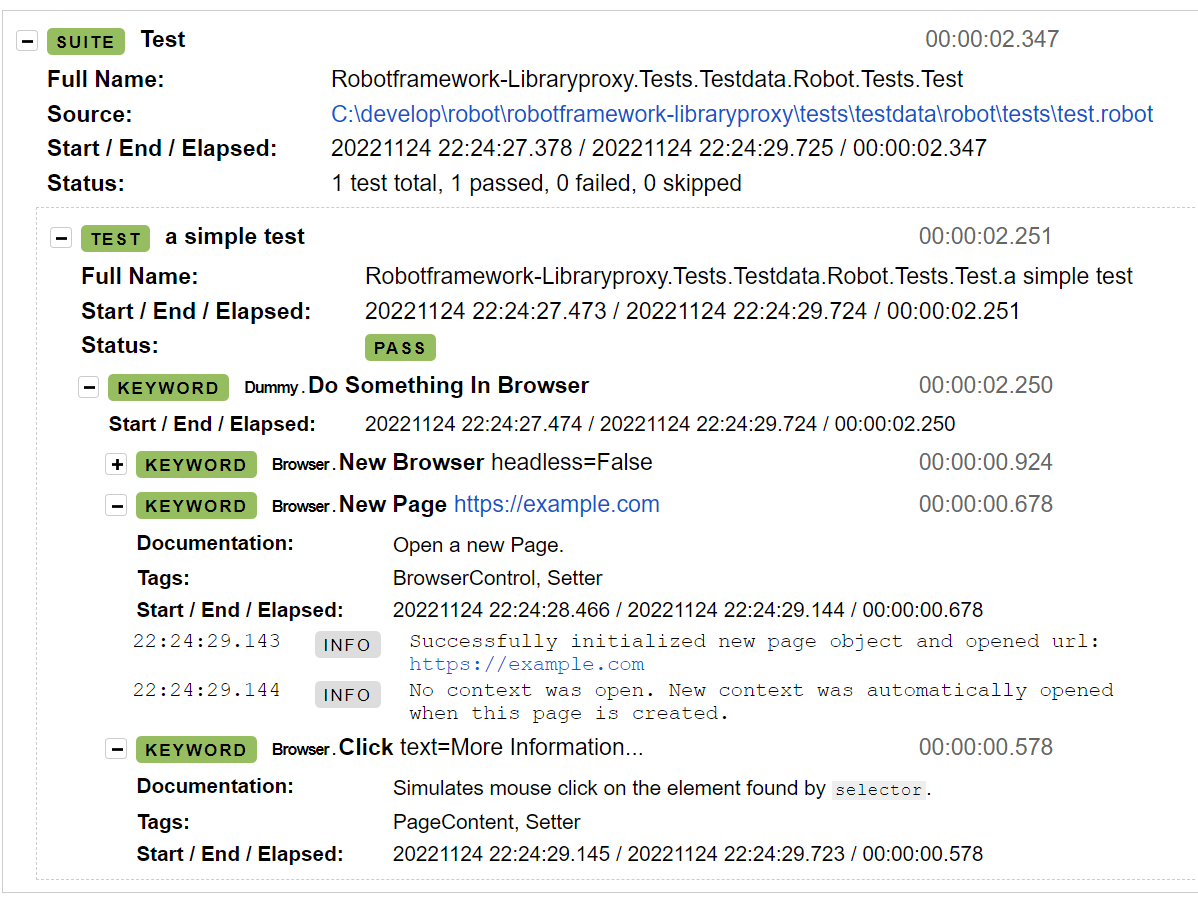 SUITE Test 00:00:02.347
Full Name: Robotframework-Libraryproxy.Tests.Testdata.Robot.Tests.Test
Source: C:\develop\robot\robotframework-libraryproxy\tests\testdata\robot\tests\test.robot
Start / End / Elapsed: 20221124 22:24:27.378 / 20221124 22:24:29.725 / 00:00:02.347
Status: 1 test total, 1 passed, 0 failed, 0 skipped
TEST a simple test 00:00:02.251
Full Name: Robotframework-Libraryproxy.Tests.Testdata.Robot.Tests.Test.a simple test
Start / End / Elapsed: 20221124 22:24:27.473 / 20221124 22:24:29.724 / 00:00:02.251
Status: PASS
KEYWORD Dummy.Do Something In Browser 00:00:02.250
Start / End / Elapsed: 20221124 22:24:27.474 / 20221124 22:24:29.724 / 00:00:02.250
KEYWORD Browser.New Browser headless=False 00:00:00.924
KEYWORD Browser.New Page https://example.com 00:00:00.678
Documentation: Open a new Page.
Tags: BrowserControl, Setter
Start / End / Elapsed: 20221124 22:24:28.466 / 20221124 22:24:29.144 / 00:00:00.678
22:24:29.143 INFO Successfully initialized new page object and opened url:
https://example.com
22:24:29.144 INFO No context was open. New context was automatically opened
when this page is created.
KEYWORD Browser.Click text=More Information... 00:00:00.578
Documentation: Simulates mouse click on the element found by selector.
Tags: PageContent, Setter
Start / End / Elapsed: 20221124 22:24:29.145 / 20221124 22:24:29.723 / 00:00:00.578